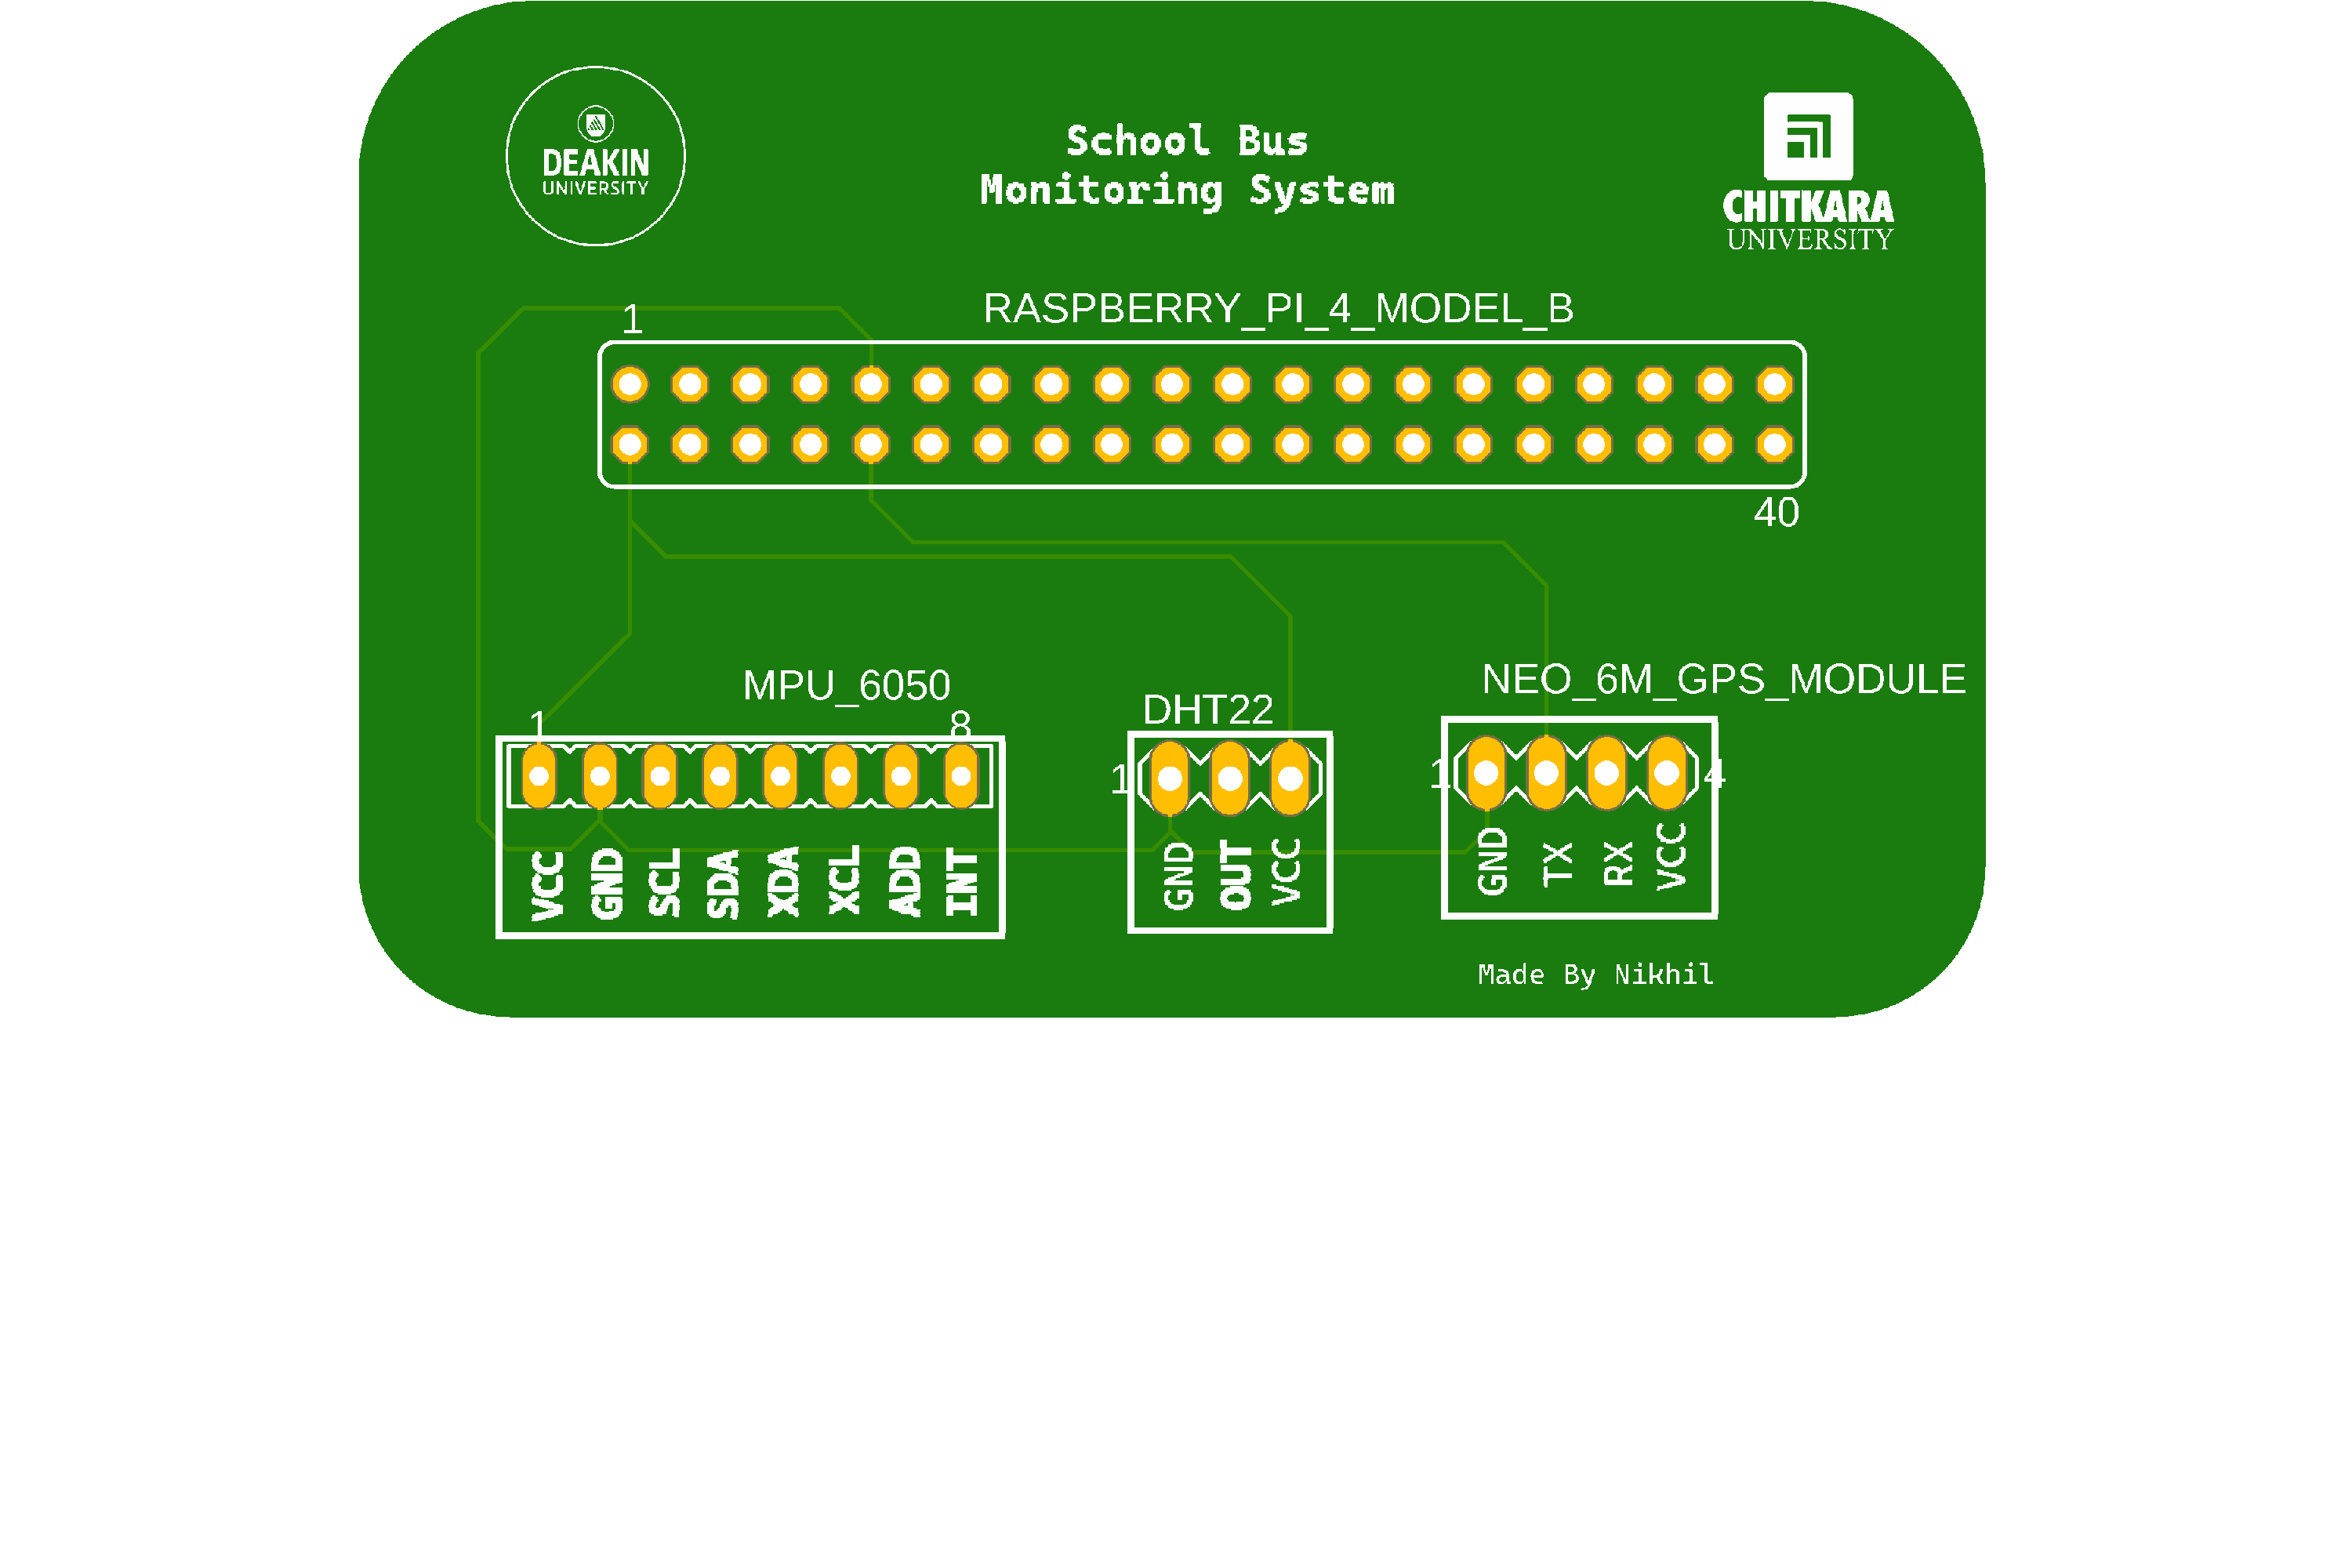 DEAKIN
UNIVERSITY
School Bus
Monitoring System
CHITKARA
UNIVERSITY
RASPBERRY_PI_4_MODEL_B
1
40
MPU_6050
1
8
VCC
GND
SCL
SDA
XDA
XCL
ADD
INT
DHT22
1
GND
OUT
VCC
NEO_6M_GPS_MODULE
1
4
GND
TX
RX
VCC
Made By Nikhil